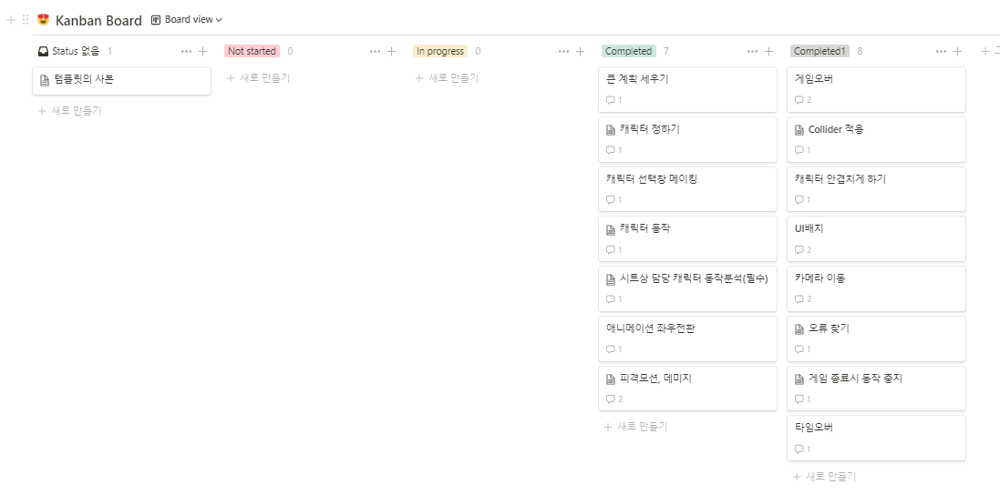 Kanban Board Board view
Status 없음 1
템플릿의 사본
새로 만들기
Not started 0
새로 만들기
In progress 0
새로 만들기
Completed 7
큰 계획 세우기
1
캐릭터 정하기
1
캐릭터 선택창 메이킹
1
캐릭터 동작
1
시트상 담당 캐릭터 동작분석(필수)
1
애니메이션 좌우전환
1
피격모션, 데미지
2
새로 만들기
Completed1 8
게임오버
2
Collider 적용
1
캐릭터 안겹치게 하기
1
UI배치
2
카메라 이동
2
오류 찾기
1
게임 종료시 동작 중지
1
타임오버
1
새로 만들기